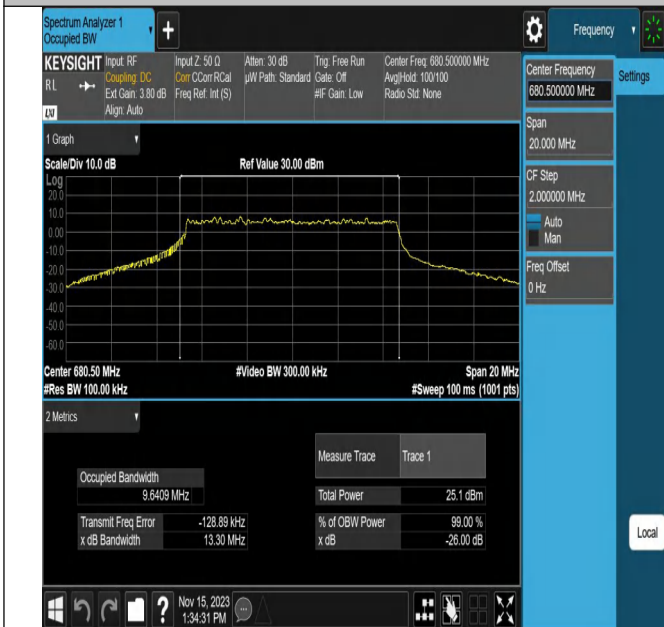 Spectrum Analyzer 1
Occupied BW
Frequency
KEYSIGHT
RL
LXI
Input: RF
Coupling: DC
Ext Gain: 3.80 dB
Align: Auto
Input Z: 50 Ω
Corr CCorr RCal
Freq Ref: Int (S)
Atten: 30 dB
µW Path: Standard
Trig: Free Run
Gate: Off
#IF Gain: Low
Center Freq: 680.500000 MHz
Avg|Hold: 100/100
Radio Std: None
Center Frequency
680.500000 MHz
Settings
Span
20.000 MHz
CF Step
2.000000 MHz
Auto
Man
Freq Offset
0 Hz
1 Graph
Scale/Div 10.0 dB
Ref Value 30.00 dBm
Log
20.0
10.0
0.00
-10.0
-20.0
-30.0
-40.0
-50.0
-60.0
Center 680.50 MHz
#Video BW 300.00 kHz
Span 20 MHz
#Res BW 100.00 kHz
#Sweep 100 ms (1001 pts)
2 Metrics
Measure Trace
Trace 1
Occupied Bandwidth
9.6409 MHz
Total Power
25.1 dBm
Transmit Freq Error
-128.89 kHz
% of OBW Power
99.00 %
x dB Bandwidth
13.30 MHz
x dB
-26.00 dB
Local
Nov 15, 2023
1:34:31 PM